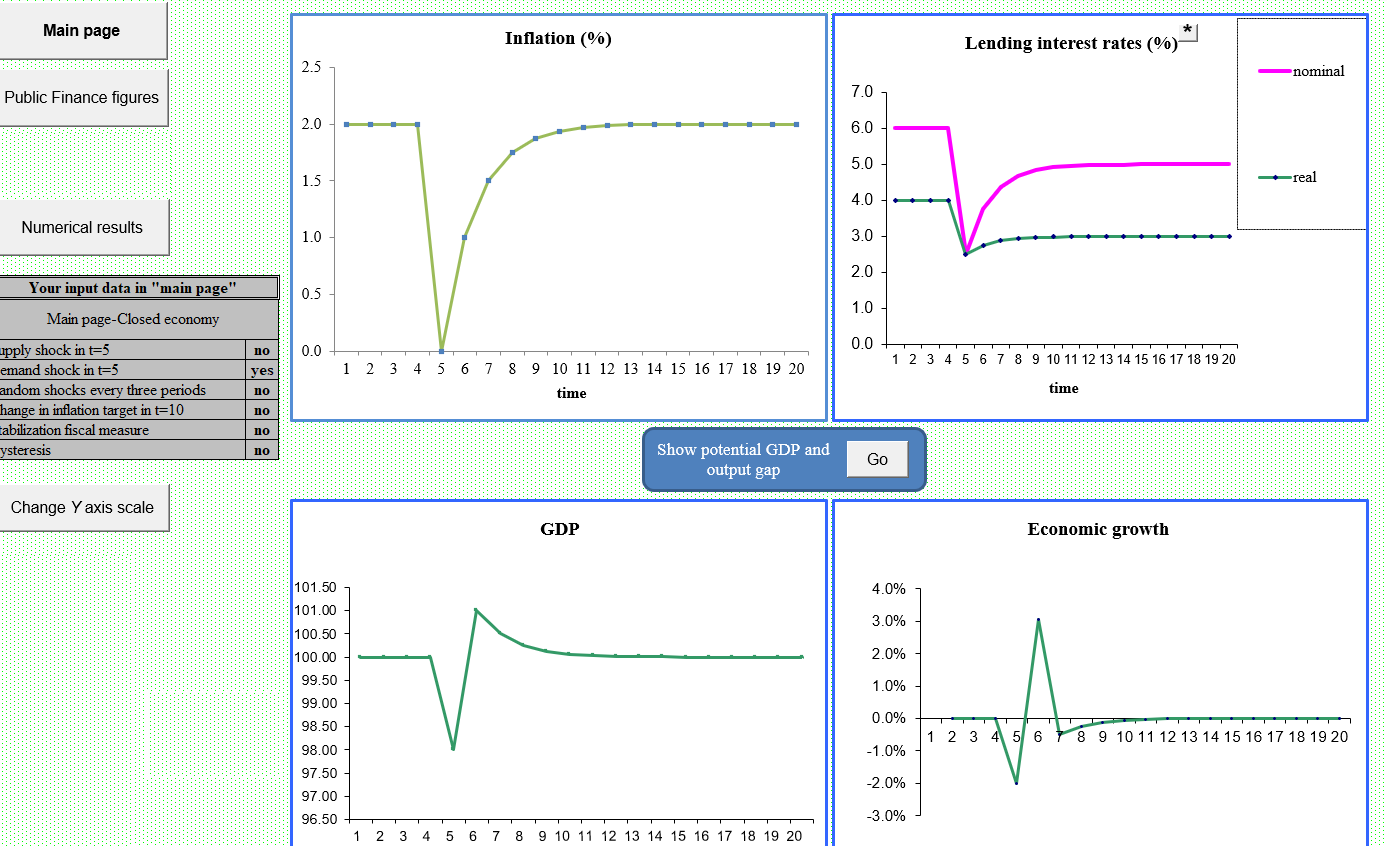 Main page
Public Finance figures
Numerical results
Your input data in "main page"
Main page-Closed economy
upply shock in t=5 no
emand shock in t=5 yes
andom shocks every three periods no
hange in inflation target in t=10 no
tabilization fiscal measure no
ysteresis no
Change Y axis scale
Inflation (%)
2.5
2.0
1.5
1.0
0.5
0.0
1 2 3 4 5 6 7 8 9 10 11 12 13 14 15 16 17 18 19 20
time
Lending interest rates (%)
*
nominal
real
7.0
6.0
5.0
4.0
3.0
2.0
1.0
0.0
1 2 3 4 5 6 7 8 9 10 11 12 13 14 15 16 17 18 19 20
time
Show potential GDP and
output gap
Go
GDP
101.50
101.00
100.50
100.00
99.50
99.00
98.50
98.00
97.50
97.00
96.50
1 2 3 4 5 6 7 8 9 10 11 12 13 14 15 16 17 18 19 20
Economic growth
4.0%
3.0%
2.0%
1.0%
0.0%
-1.0%
-2.0%
-3.0%
1 2 3 4 5 6 7 8 9 10 11 12 13 14 15 16 17 18 19 20